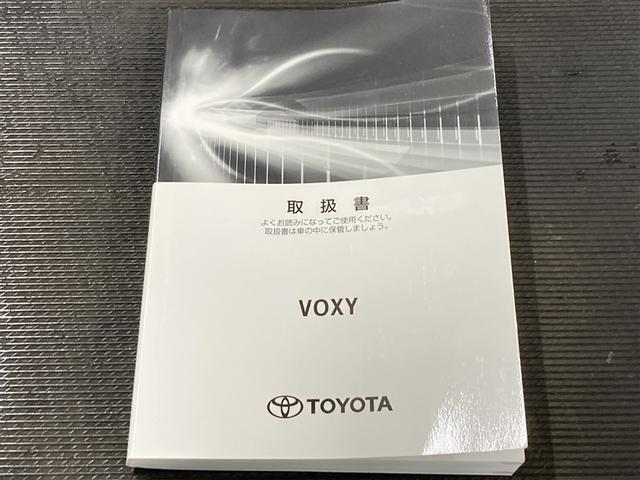 取扱書
よくお読みになってご使用ください。
取扱書は車の中に保管しましょう。
VOXY
TOYOTA